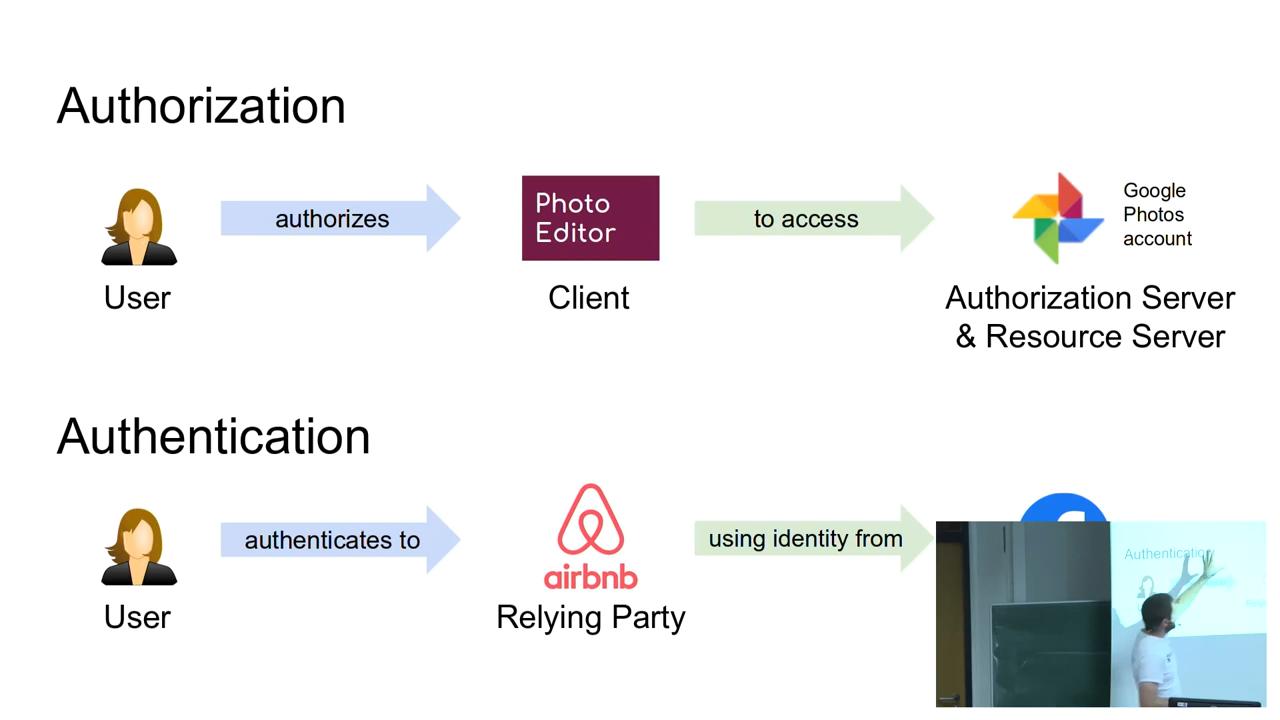 Authorization
authorizes
Photo
Editor
to access
Google
Photos
account
User
Client
Authorization Server
& Resource Server
Authentication
authenticates to
airbnb
using identity from
User
Relying Party
Authentication